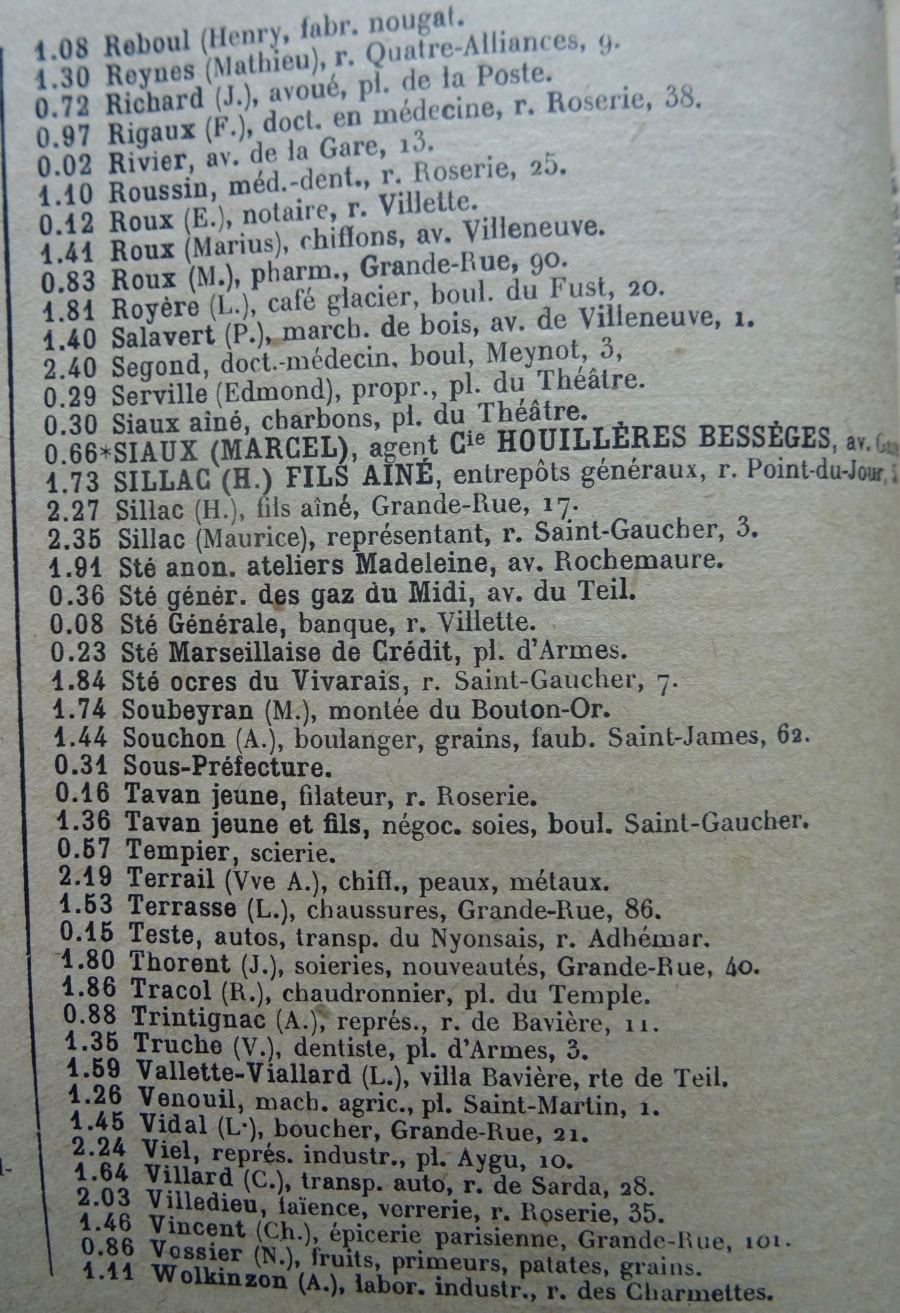 1.08 Reboul (Henry, fabr. nougat.
1.30 Reynes (Mathieu), r. Quatre-Alliances, 9.
0.72 Richard (J.), avoué, pl. de la Poste.
0.97 Rigaux (F.), doct. en médecine, r. Roserie, 38.
0.02 Rivier, av. de la Gare, 13.
1.10 Roussin, méd.-dent., r. Roserie, 25.
0.12 Roux (E.), notaire, r. Villette.
1.41 Roux (Marius), chiffons, av. Villeneuve.
0.83 Roux (M.), pharm., Grande-Rue, 90.
1.81 Royère (L.), café glacier, boul. du Fust, 20.
1.40 Salavert (P.), march. de bois, av. de Villeneuve, 1.
2.40 Segond, doct.-médecin, boul, Meynot, 3,
0.29 Serville (Edmond), propr., pl. du Théâtre.
0.30 Siaux aîné, charbons, pl. du Théâtre.
0.66*SIAUX (MARCEL), agent Cie HOUILLÈRES BESSÈGES, av.
1.73 SILLAC (H.) FILS AÎNÉ, entrepôts généraux, r. Point-du-Jour,
2.27 Sillac (H.), fils aîné, Grande-Rue, 17.
2.35 Sillac (Maurice), représentant, r. Saint-Gaucher, 3.
1.91 Sté anon. ateliers Madeleine, av. Rochemaure.
0.36 Sté génér. des gaz du Midi, av. du Teil.
0.08 Sté Générale, banque, r. Villette.
0.23 Sté Marseillaise de Crédit, pl. d'Armes.
1.84 Sté ocres du Vivarais, r. Saint-Gaucher, 7.
1.74 Soubeyran (M.), montée du Bouton-Or.
1.44 Souchon (A.), boulanger, grains, faub. Saint-James, 62.
0.31 Sous-Préfecture.
0.16 Tavan jeune, filateur, r. Roserie.
1.36 Tavan jeune et fils, négoc. soies, boul. Saint-Gaucher.
0.57 Tempier, scierie.
2.19 Terrail (Vve A.), chiff., peaux, métaux.
1.53 Terrasse (L.), chaussures, Grande-Rue, 86.
0.15 Teste, autos, transp. du Nyonsais, r. Adhémar.
1.80 Thorent (J.), soieries, nouveautés, Grande-Rue, 40.
1.86 Tracol (R.), chaudronnier, pl. du Temple.
0.88 Trintignac (A.), représ., r. de Bavière, 11.
1.35 Truche (V.), dentiste, pl. d'Armes, 3.
1.59 Vallette-Viallard (L.), villa Bavière, rte de Teil.
1.26 Venouil, mach. agric., pl. Saint-Martin, 1.
1.45 Vidal (L·), boucher, Grande-Rue, 21.
2.24 Viel, représ. industr., pl. Aygu, 10.
1.64 Villard (C.), transp. auto, r. de Sarda, 28.
2.03 Villedieu, faïence, verrerie, r. Roserie, 35.
1.46 Vincent (Ch.), épicerie parisienne, Grande-Rue, 101.
0.86 Vossier (N.), fruits, primeurs, patates, grains.
1.11 Wolkinzon (A.), labor. industr., r. des Charmettes.